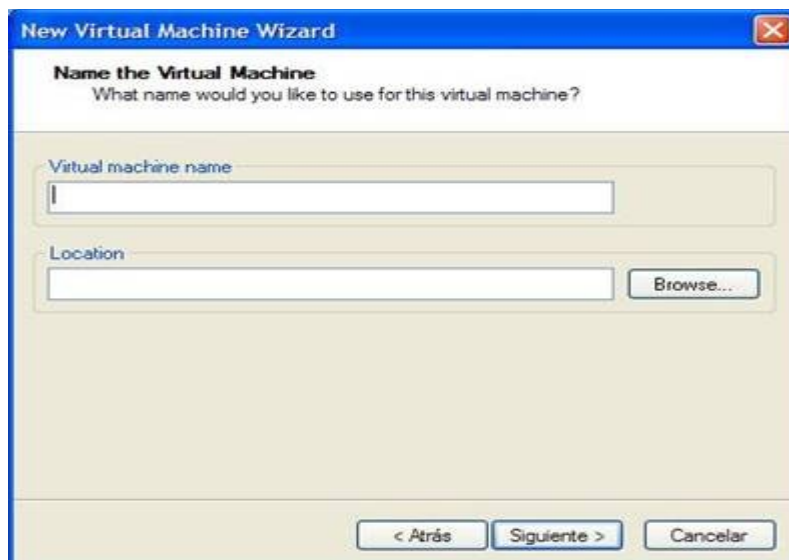 New Virtual Machine Wizard
Name the Virtual Machine
What name would you like to use for this virtual machine?
Virtual machine name
Location
Browse...
< Atrás
Siguiente >
Cancelar